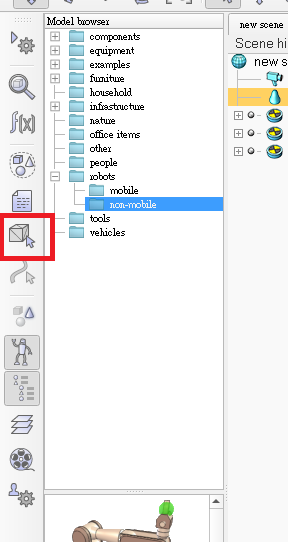 Model browser
components
equipment
examples
furniture
household
infrastructure
nature
office items
other
people
robots
mobile
non-mobile
tools
vehicles
f(x)
new scene
Scene hi
new s